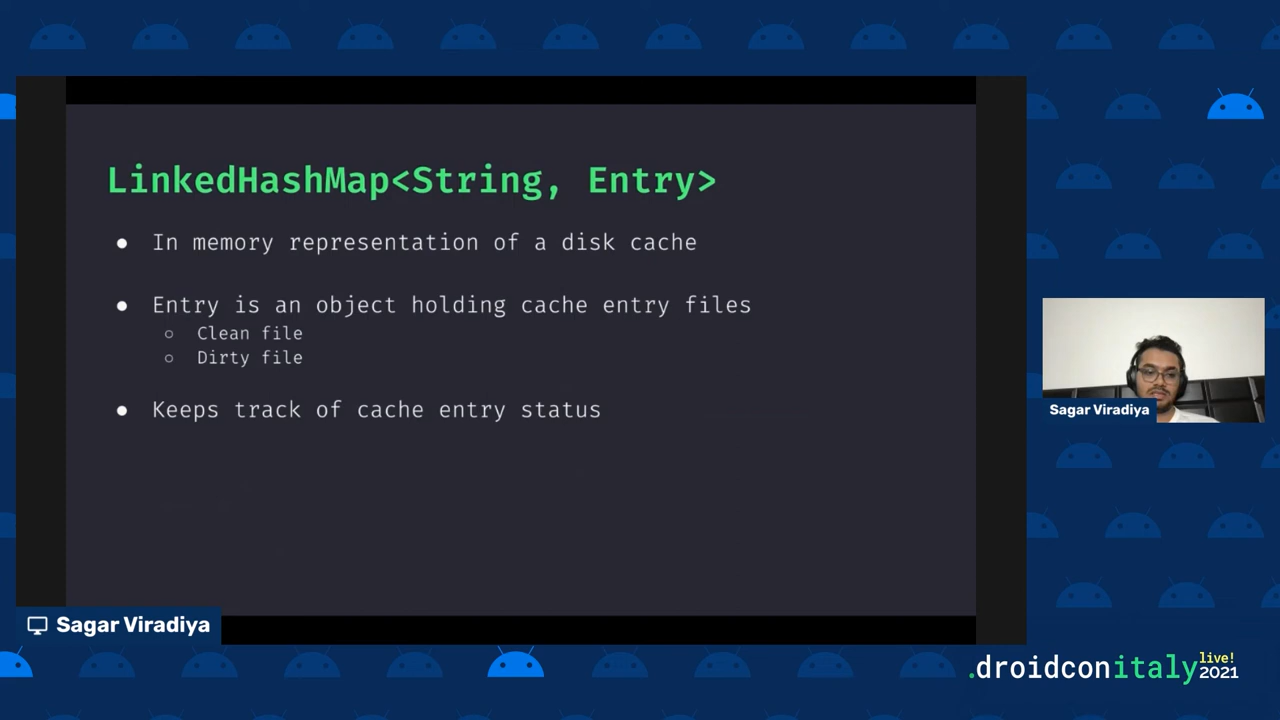 LinkedHashMap<String, Entry>
● In memory representation of a disk cache
● Entry is an object holding cache entry files
○ Clean file
○ Dirty file
● Keeps track of cache entry status
Sagar Viradiya
Sagar Viradiya
.droidconitaly live! 2021